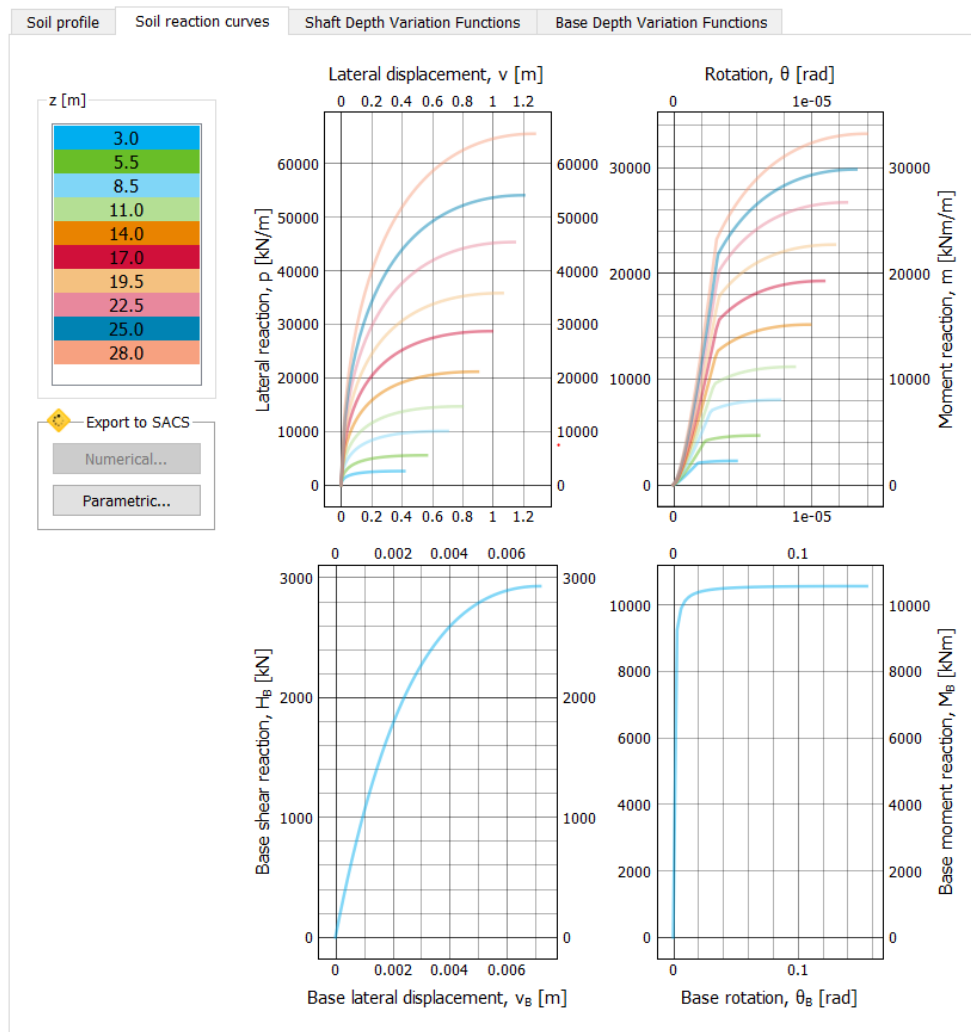 Soil profile
Soil reaction curves
Shaft Depth Variation Functions
Base Depth Variation Functions
z [m]
3.0
5.5
8.5
11.0
14.0
17.0
19.5
22.5
25.0
28.0
Export to SACS
Numerical...
Parametric...
Lateral displacement, v [m]
0 0.2 0.4 0.6 0.8 1 1.2
Lateral reaction, p [kN/m]
60000 60000
50000 50000
40000 40000
30000 30000
20000 20000
10000 10000
0 0
0 0.2 0.4 0.6 0.8 1 1.2
Rotation, θ [rad]
0 1e-05
30000 30000
20000 20000
10000 10000
0 0
0 1e-05
Moment reaction, m [kNm/m]
0 0.002 0.004 0.006
Base shear reaction, H_B [kN]
3000 3000
2000 2000
1000 1000
0 0
0 0.002 0.004 0.006
Base lateral displacement, v_B [m]
0 0.1
10000 10000
8000 8000
6000 6000
4000 4000
2000 2000
0 0
0 0.1
Base moment reaction, M_B [kNm]
Base rotation, θ_B [rad]